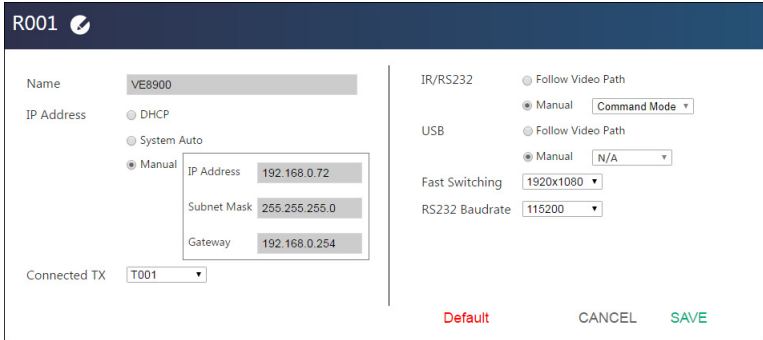 R001
Name VE8900
IP Address DHCP
System Auto
Manual
IP Address 192.168.0.72
Subnet Mask 255.255.255.0
Gateway 192.168.0.254
Connected TX T001
IR/RS232 Follow Video Path
Manual Command Mode
USB Follow Video Path
Manual N/A
Fast Switching 1920x1080
RS232 Baudrate 115200
Default CANCEL SAVE